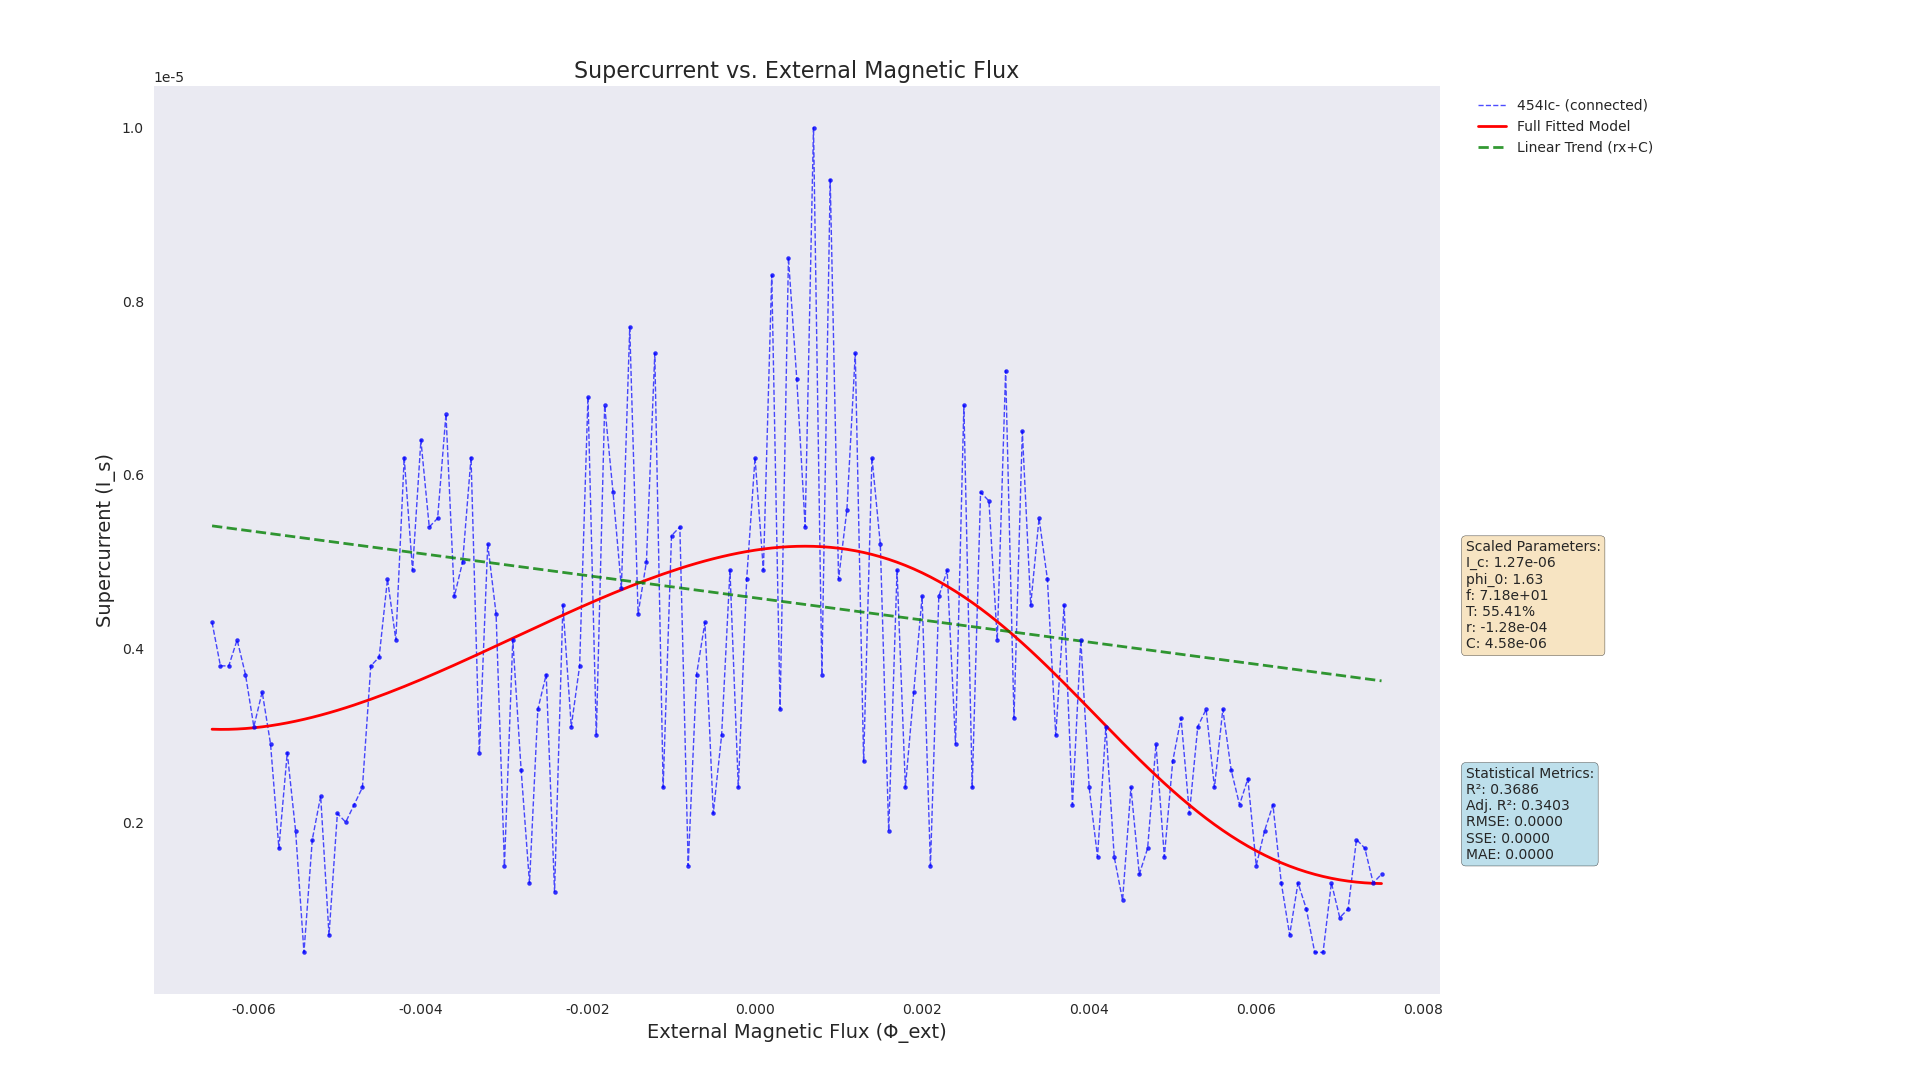 Supercurrent vs. External Magnetic Flux
1e-5
1.0
0.8
0.6
0.4
0.2
Supercurrent (I_s)
-0.006
-0.004
-0.002
0.000
0.002
0.004
0.006
0.008
External Magnetic Flux (Φ_ext)
454Ic- (connected)
Full Fitted Model
Linear Trend (rx+C)
Scaled Parameters:
I_c: 1.27e-06
phi_0: 1.63
f: 7.18e+01
T: 55.41%
r: -1.28e-04
C: 4.58e-06
Statistical Metrics:
R²: 0.3686
Adj. R²: 0.3403
RMSE: 0.0000
SSE: 0.0000
MAE: 0.0000